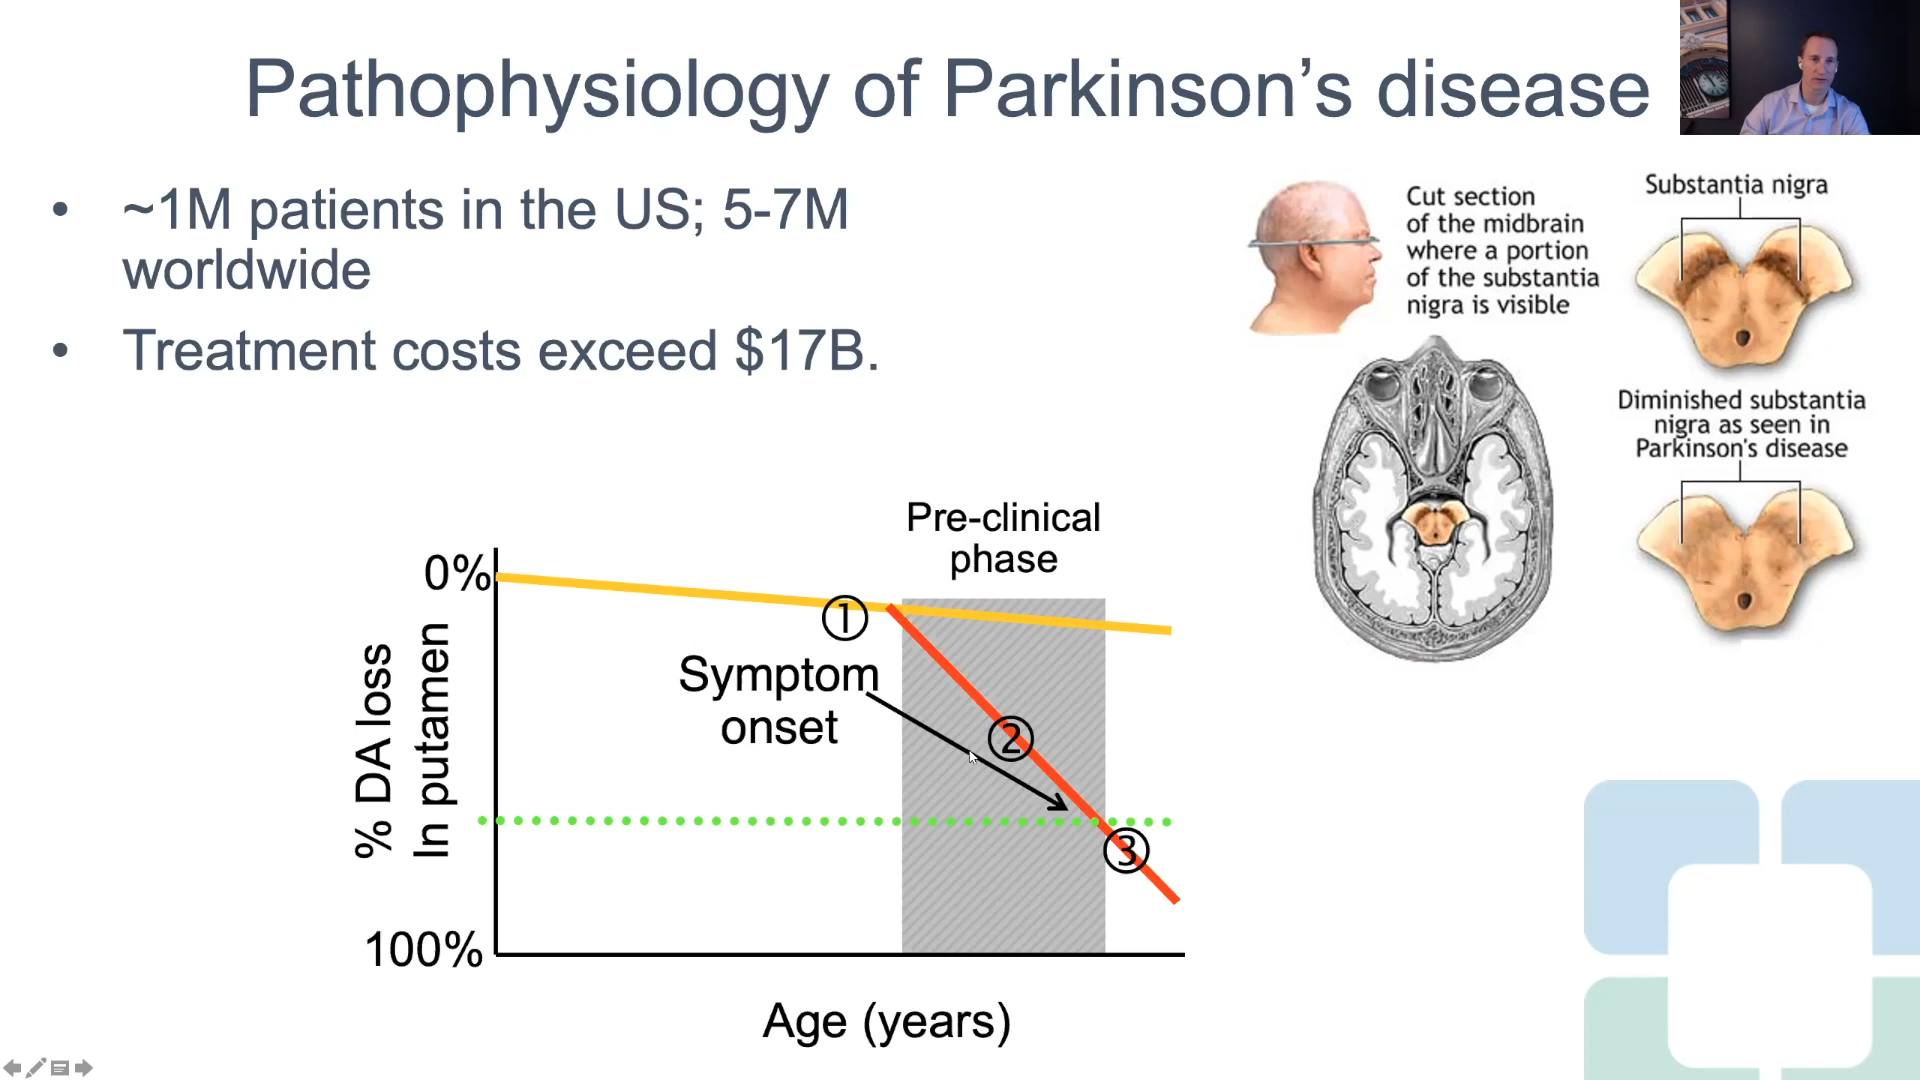 Pathophysiology of Parkinson's disease
• ~1M patients in the US; 5-7M
worldwide
• Treatment costs exceed $17B.
Cut section
of the midbrain
where a portion
of the substantia
nigra is visible
Substantia nigra
Diminished substantia
nigra as seen in
Parkinson's disease
Pre-clinical
phase
0%
①
Symptom
onset
②
③
% DA loss
In putamen
100%
Age (years)